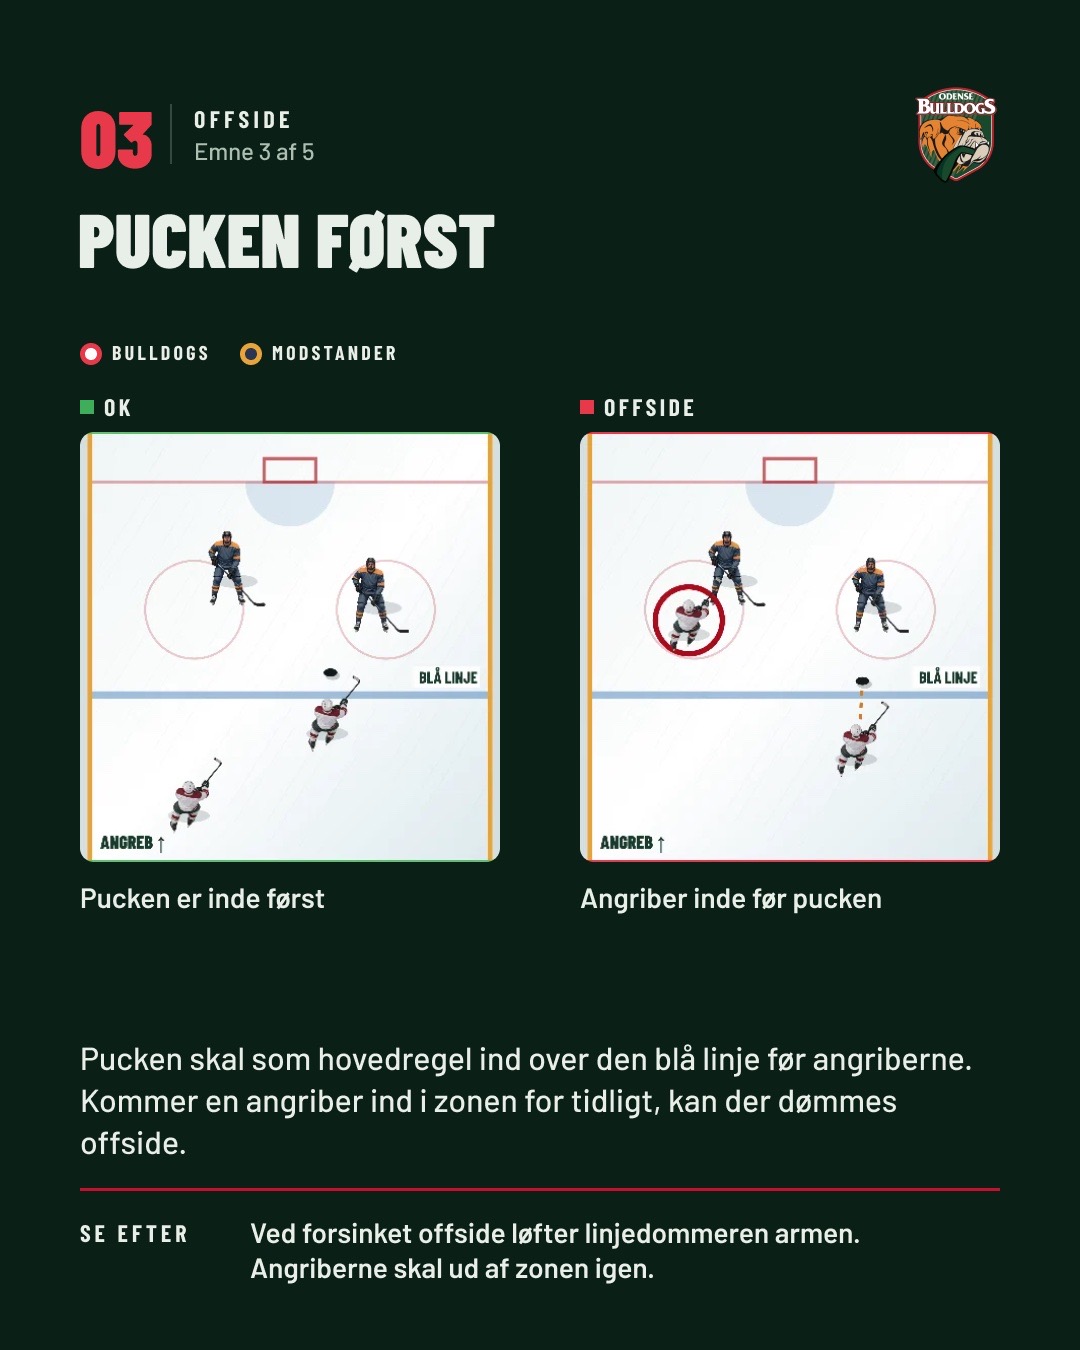 03
OFFSIDE
Emne 3 af 5
ODENSE
BULLDOGS
PUCKEN FØRST
BULLDOGS
MODSTANDER
OK
BLÅ LINJE
ANGREB ↑
Pucken er inde først
OFFSIDE
BLÅ LINJE
ANGREB ↑
Angriber inde før pucken
Pucken skal som hovedregel ind over den blå linje før angriberne.
Kommer en angriber ind i zonen for tidligt, kan der dømmes
offside.
SE EFTER
Ved forsinket offside løfter linjedommeren armen.
Angriberne skal ud af zonen igen.